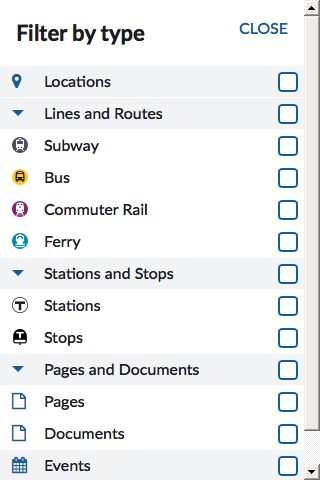 Filter by type
CLOSE
Locations
Lines and Routes
Subway
Bus
Commuter Rail
Ferry
Stations and Stops
T Stations
Stops
Pages and Documents
Pages
Documents
Events